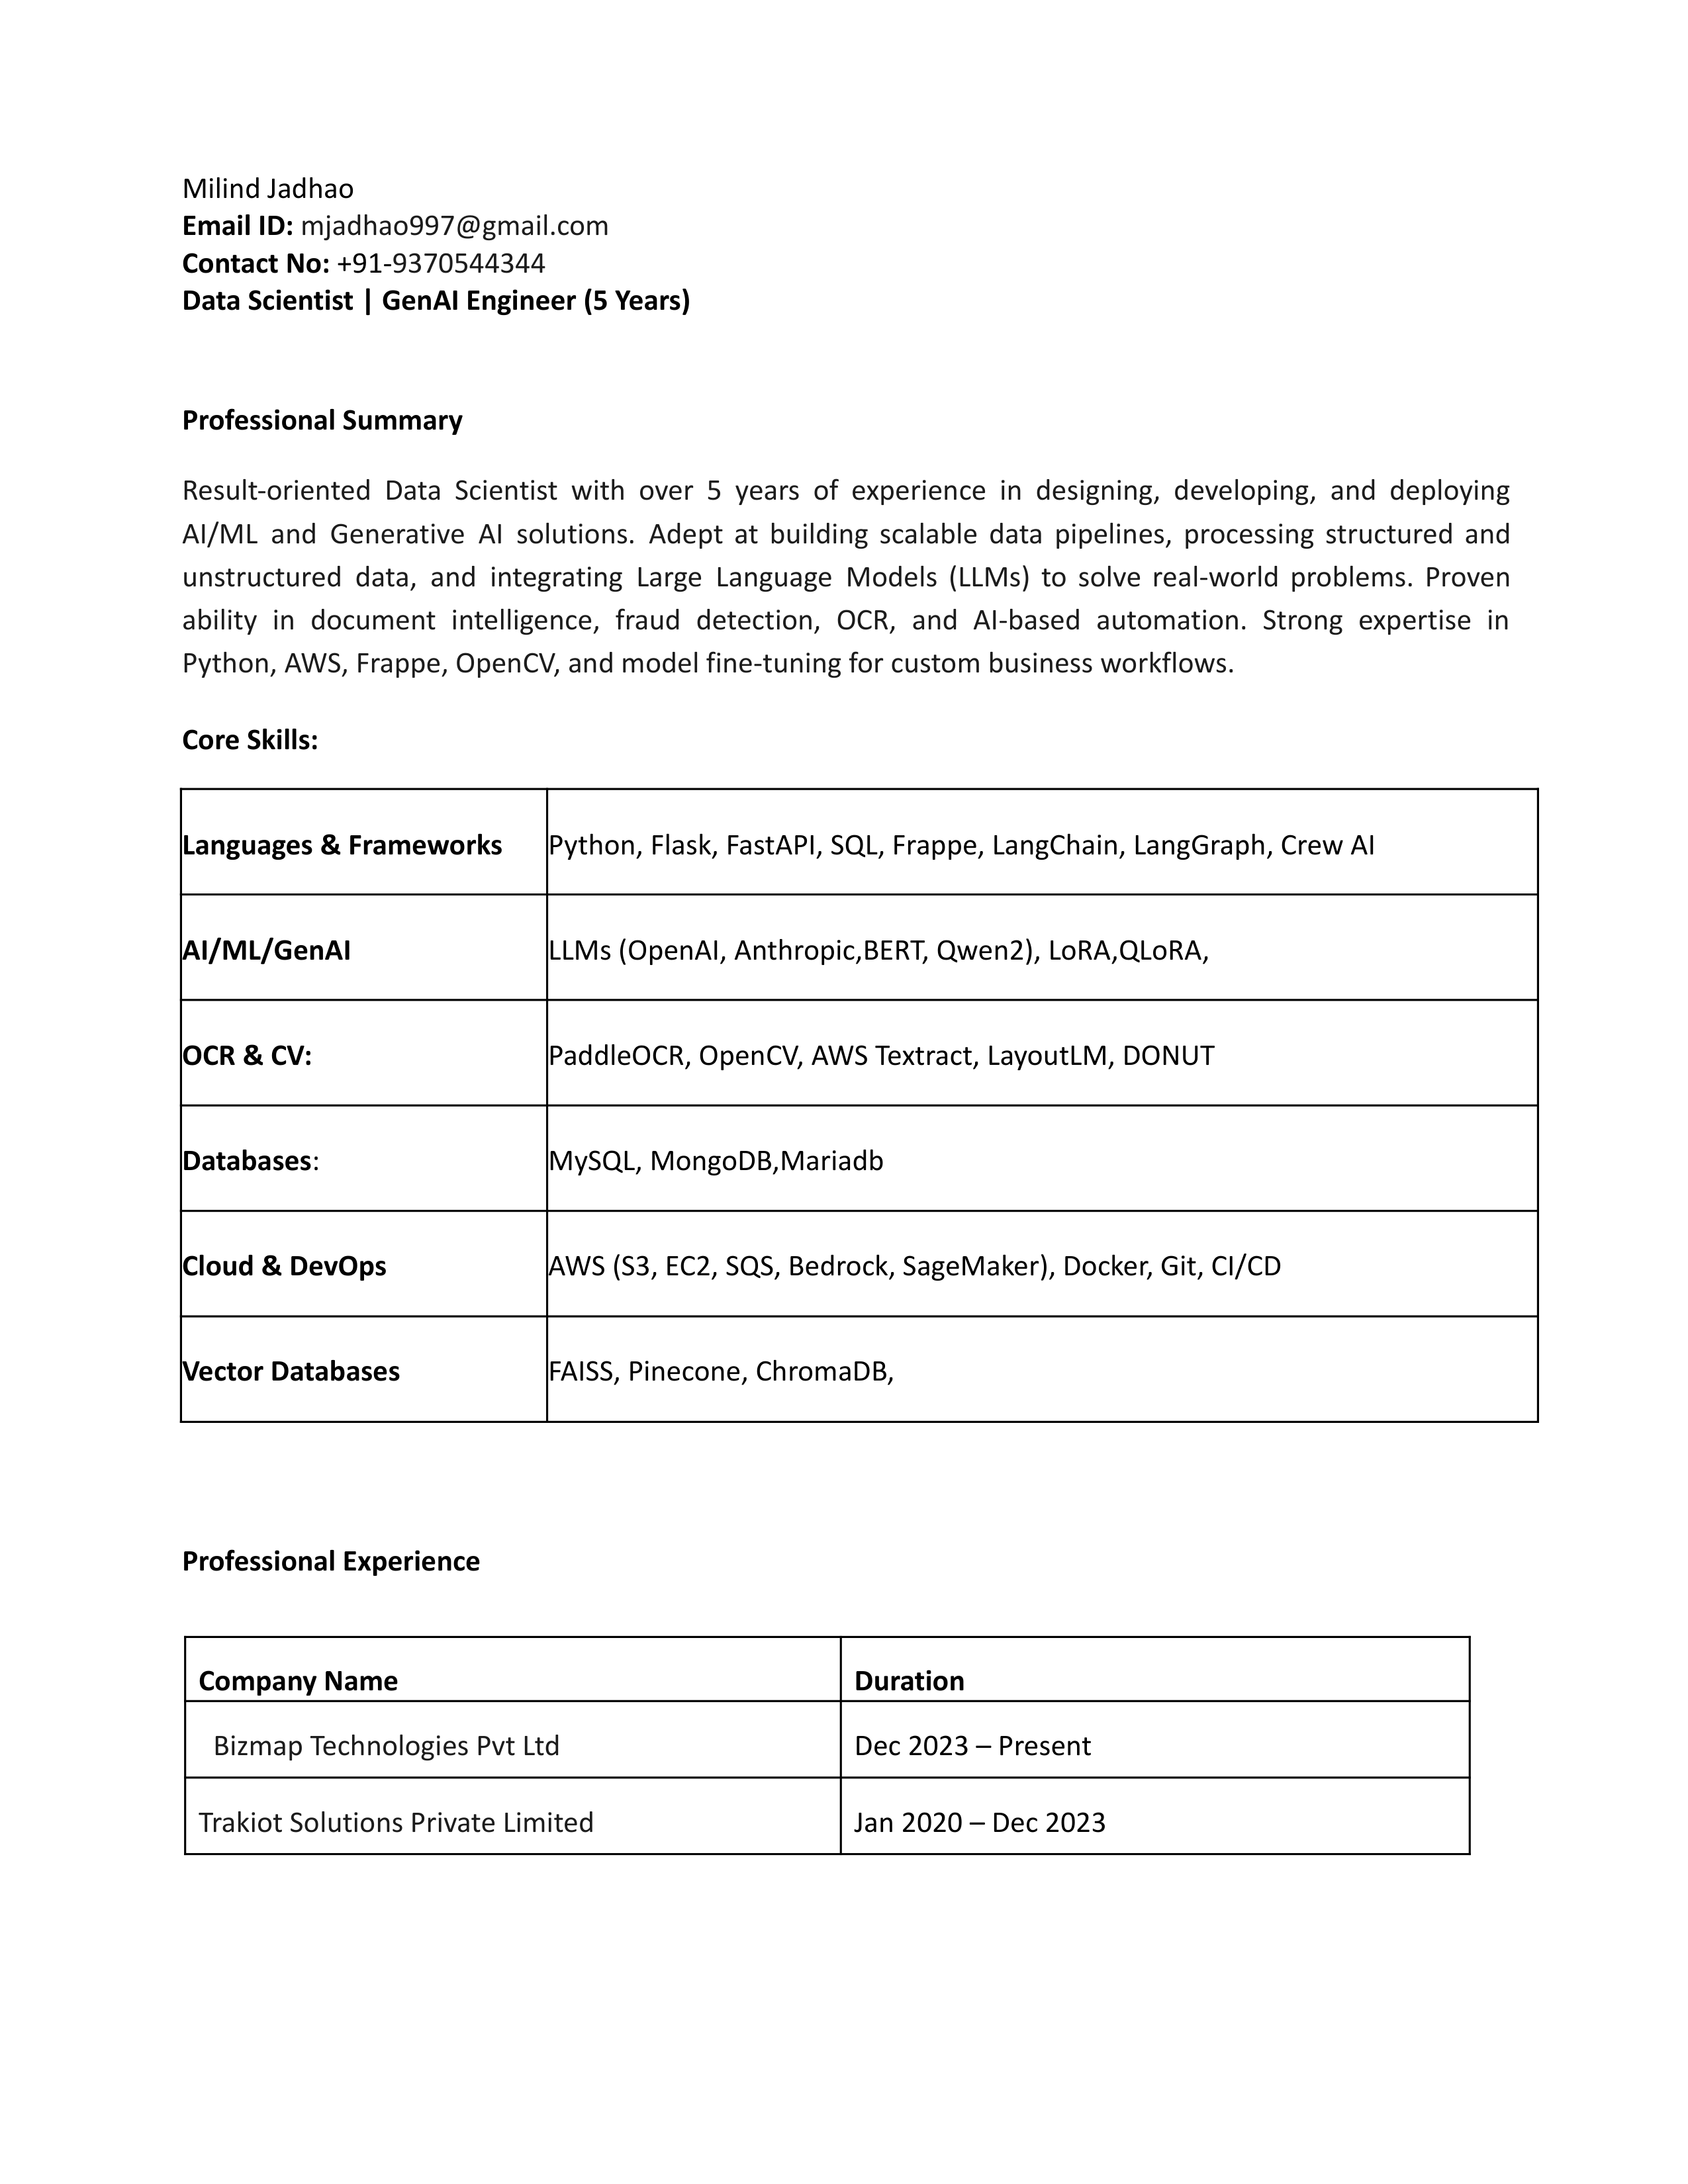 Milind Jadhao
Email ID: mjadhao997@gmail.com
Contact No: +91-9370544344
Data Scientist | GenAI Engineer (5 Years)
Professional Summary
Result-oriented Data Scientist with over 5 years of experience in designing, developing, and deploying
AI/ML and Generative AI solutions. Adept at building scalable data pipelines, processing structured and
unstructured data, and integrating Large Language Models (LLMs) to solve real-world problems. Proven
ability in document intelligence, fraud detection, OCR, and AI-based automation. Strong expertise in
Python, AWS, Frappe, OpenCV, and model fine-tuning for custom business workflows.
Core Skills:
Languages & Frameworks Python, Flask, FastAPI, SQL, Frappe, LangChain, LangGraph, Crew AI
AI/ML/GenAI LLMs (OpenAI, Anthropic,BERT, Qwen2), LoRA,QLoRA,
OCR & CV: PaddleOCR, OpenCV, AWS Textract, LayoutLM, DONUT
Databases: MySQL, MongoDB,Mariadb
Cloud & DevOps AWS (S3, EC2, SQS, Bedrock, SageMaker), Docker, Git, CI/CD
Vector Databases FAISS, Pinecone, ChromaDB,
Professional Experience
Company Name Duration
Bizmap Technologies Pvt Ltd Dec 2023 – Present
Trakiot Solutions Private Limited Jan 2020 – Dec 2023